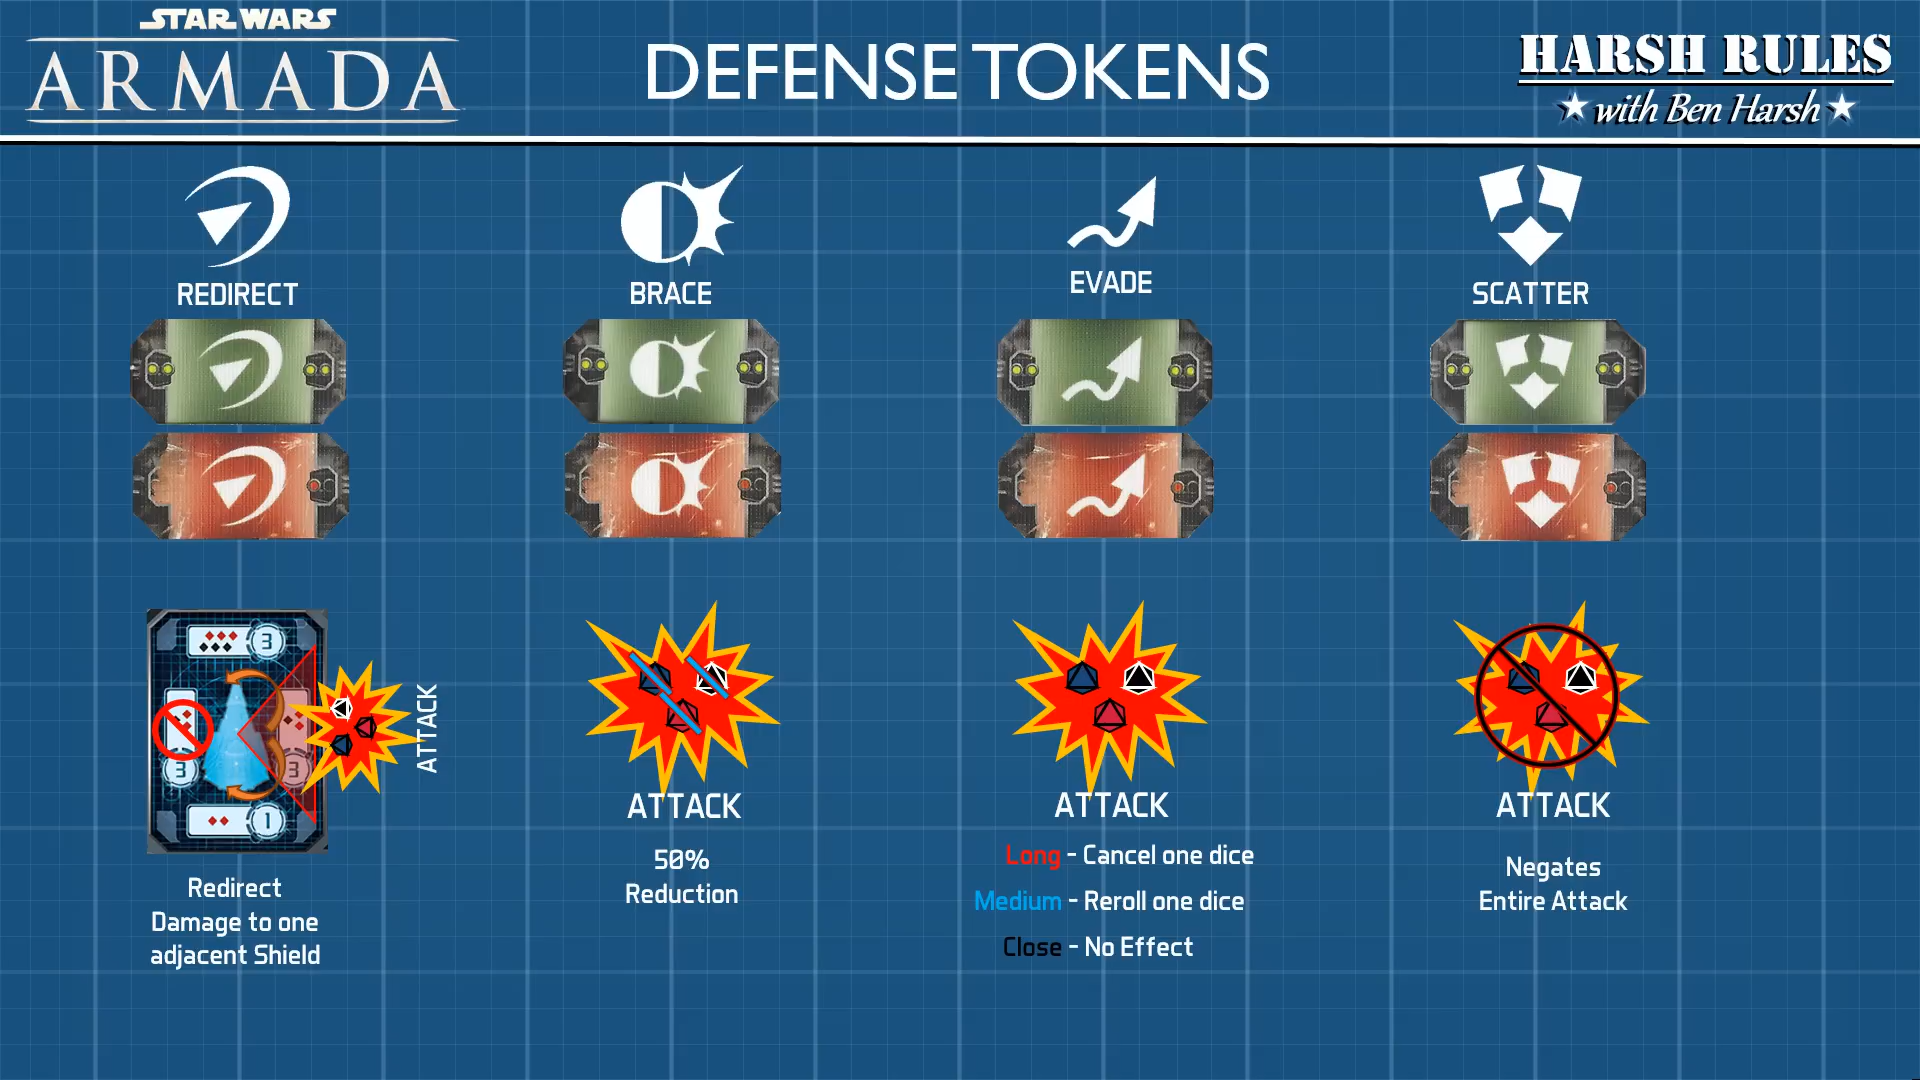 STAR WARS
ARMADA
DEFENSE TOKENS
HARSH RULES
with Ben Harsh
REDIRECT
BRACE
EVADE
SCATTER
3
3
3
1
ATTACK
ATTACK
ATTACK
ATTACK
Redirect
Damage to one
adjacent Shield
50%
Reduction
Long - Cancel one dice
Medium - Reroll one dice
Close - No Effect
Negates
Entire Attack